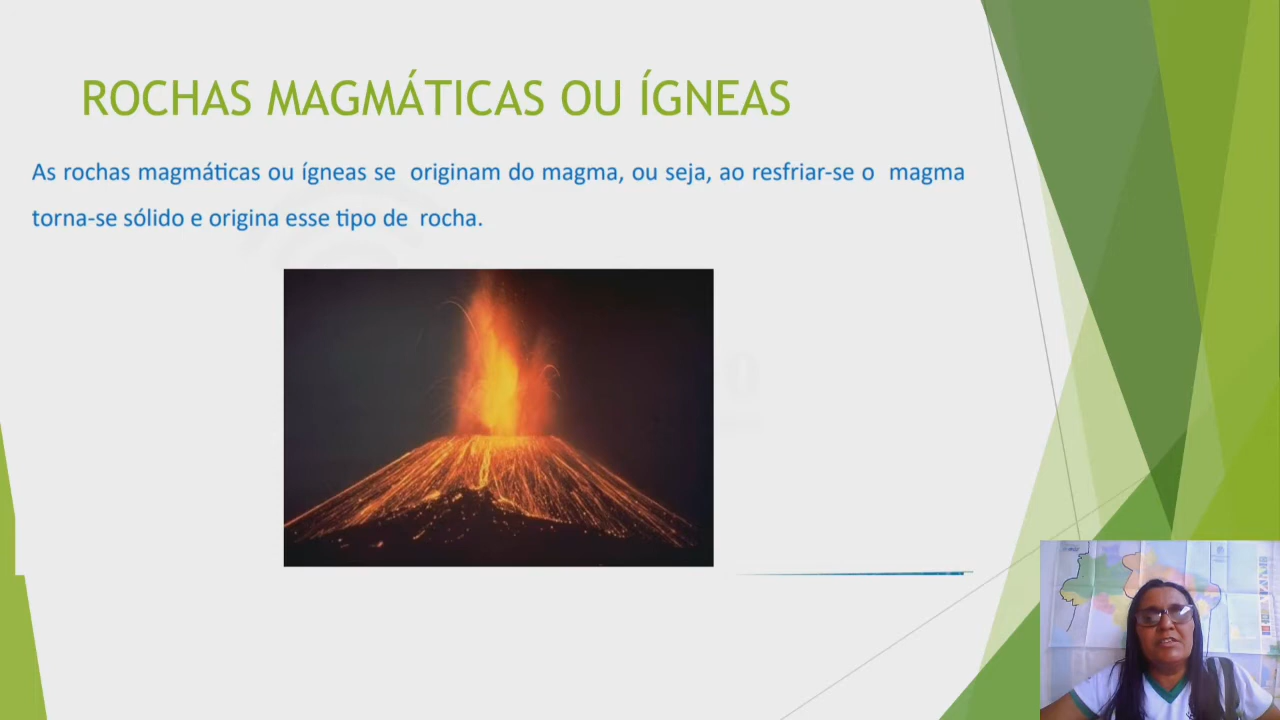 ROCHAS MAGMÁTICAS OU ÍGNEAS
As rochas magmáticas ou ígneas se originam do magma, ou seja, ao resfriar-se o magma
torna-se sólido e origina esse tipo de rocha.